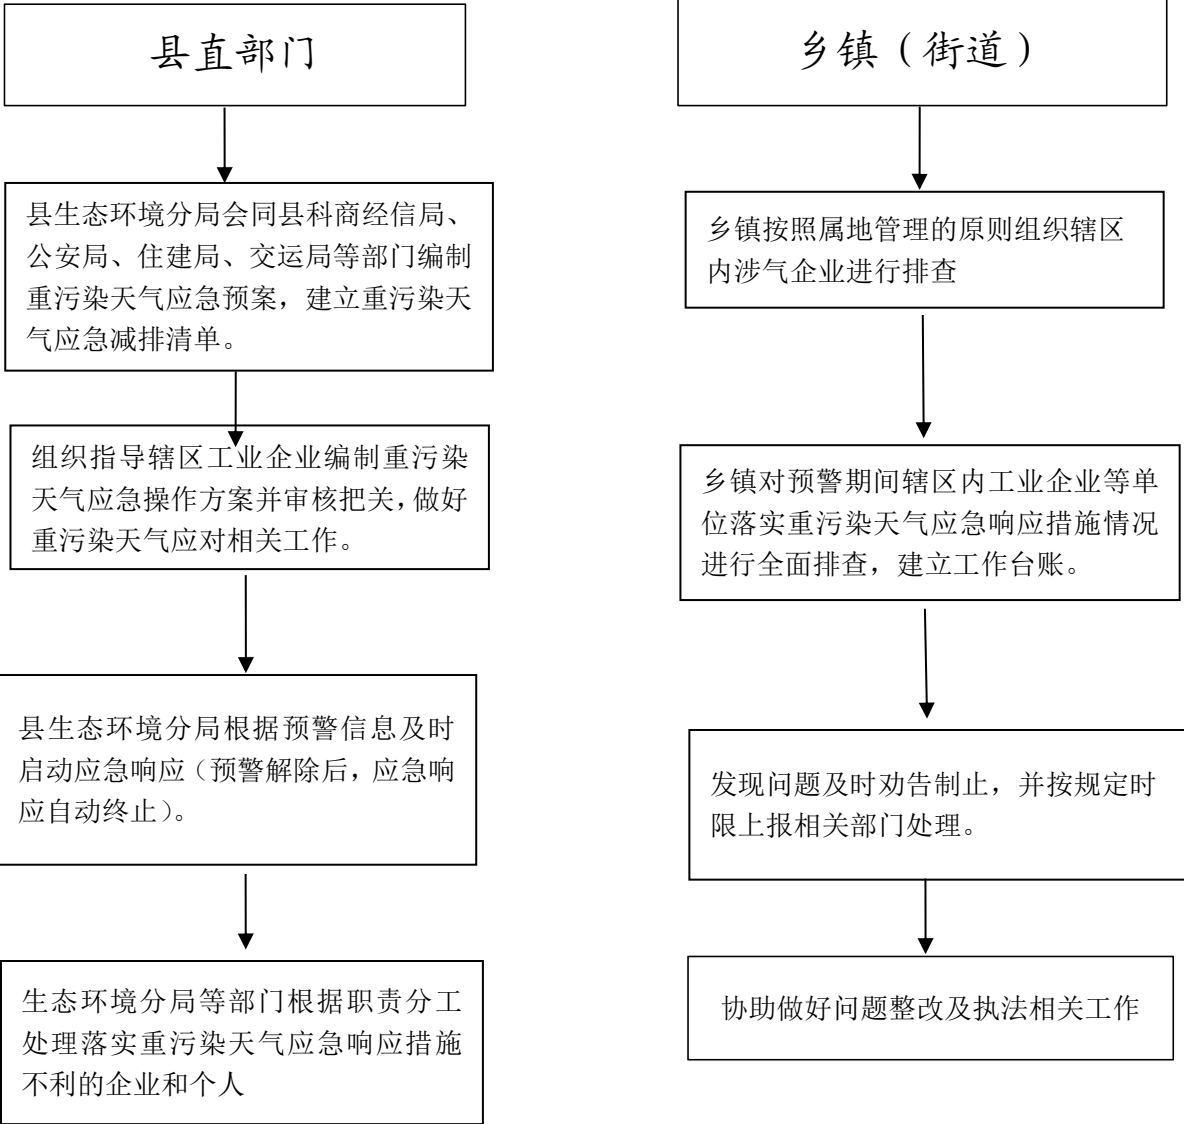 县直部门
县生态环境分局会同县科商经信局、
公安局、住建局、交运局等部门编制
重污染天气应急预案，建立重污染天
气应急减排清单。
组织指导辖区工业企业编制重污染
天气应急操作方案并审核把关，做好
重污染天气应对相关工作。
县生态环境分局根据预警信息及时
启动应急响应（预警解除后，应急响
应自动终止）。
生态环境分局等部门根据职责分工
处理落实重污染天气应急响应措施
不利的企业和个人
乡镇（街道）
乡镇按照属地管理的原则组织辖区
内涉气企业进行排查
乡镇对预警期间辖区内工业企业等单
位落实重污染天气应急响应措施情况
进行全面排查，建立工作台账。
发现问题及时劝告制止，并按规定时
限上报相关部门处理。
协助做好问题整改及执法相关工作